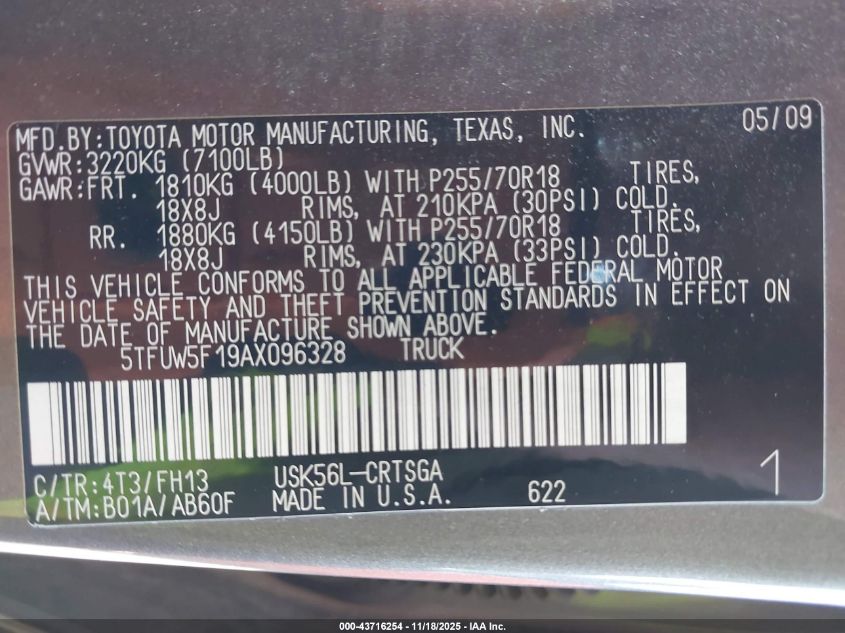 MFD.BY:TOYOTA MOTOR MANUFACTURING, TEXAS, INC. 05/09
GVWR:3220KG (7100LB)
GAWR:FRT. 1810KG (4000LB) WITH P255/70R18 TIRES,
18X8J RIMS, AT 210KPA (30PSI) COLD.
RR. 1880KG (4150LB) WITH P255/70R18 TIRES,
18X8J RIMS, AT 230KPA (33PSI) COLD.
THIS VEHICLE CONFORMS TO ALL APPLICABLE FEDERAL MOTOR
VEHICLE SAFETY AND THEFT PREVENTION STANDARDS IN EFFECT ON
THE DATE OF MANUFACTURE SHOWN ABOVE.
5TFUW5F19AX096328 TRUCK
C/TR:4T3/FH13 USK56L-CRTSGA
A/TM:B01A/AB60F MADE IN U.S.A. 622 1
000-43716254 - 11/18/2025 - IAA Inc.